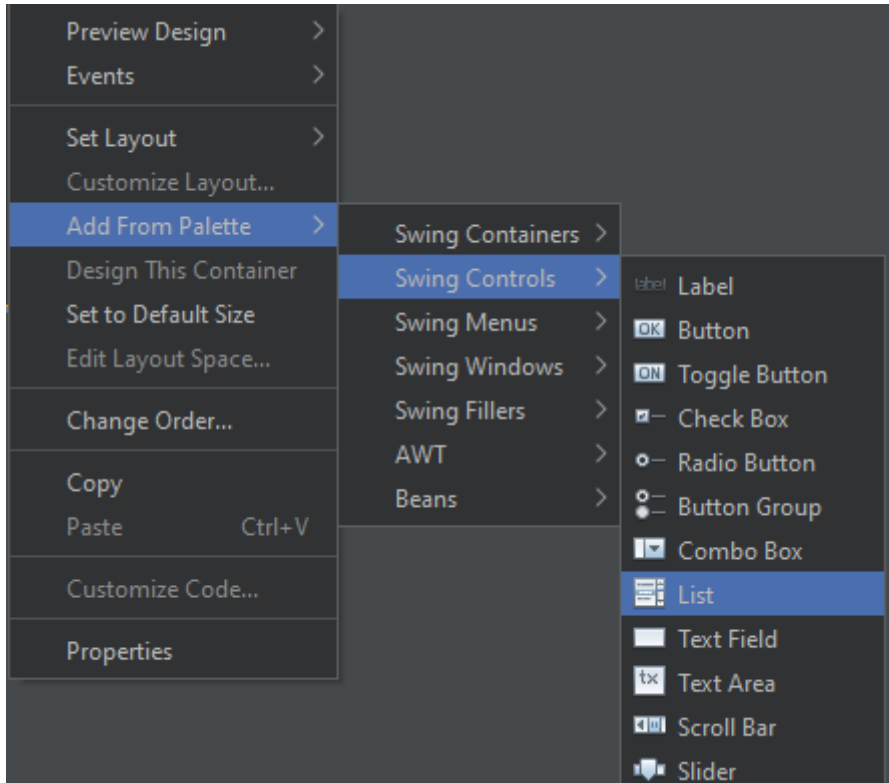 Preview Design
Events
Set Layout
Customize Layout...
Add From Palette
Design This Container
Set to Default Size
Edit Layout Space...
Change Order...
Copy
Paste Ctrl+V
Customize Code...
Properties
Swing Containers
Swing Controls
Swing Menus
Swing Windows
Swing Fillers
AWT
Beans
label Label
OK Button
ON Toggle Button
Check Box
Radio Button
Button Group
Combo Box
List
Text Field
tx Text Area
Scroll Bar
Slider